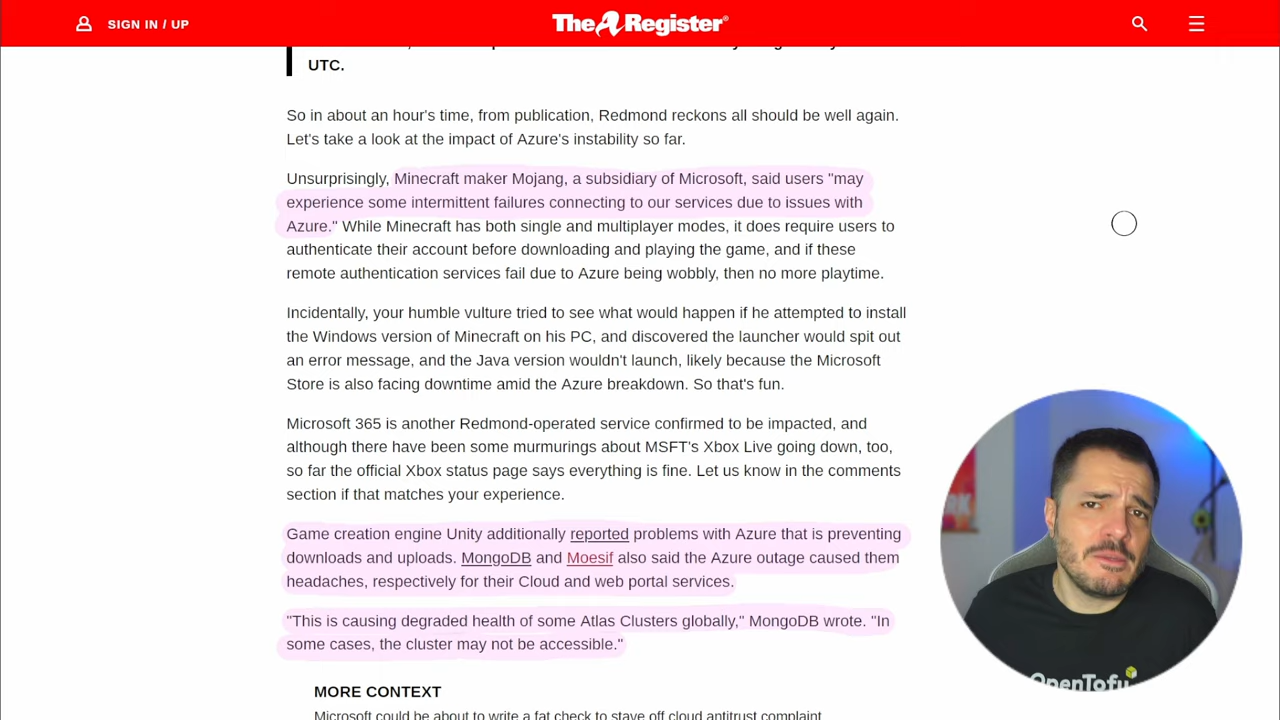 SIGN IN / UP
The Register®
UTC.
So in about an hour's time, from publication, Redmond reckons all should be well again.
Let's take a look at the impact of Azure's instability so far.
Unsurprisingly, Minecraft maker Mojang, a subsidiary of Microsoft, said users "may
experience some intermittent failures connecting to our services due to issues with
Azure." While Minecraft has both single and multiplayer modes, it does require users to
authenticate their account before downloading and playing the game, and if these
remote authentication services fail due to Azure being wobbly, then no more playtime.
Incidentally, your humble vulture tried to see what would happen if he attempted to install
the Windows version of Minecraft on his PC, and discovered the launcher would spit out
an error message, and the Java version wouldn't launch, likely because the Microsoft
Store is also facing downtime amid the Azure breakdown. So that's fun.
Microsoft 365 is another Redmond-operated service confirmed to be impacted, and
although there have been some murmurings about MSFT's Xbox Live going down, too,
so far the official Xbox status page says everything is fine. Let us know in the comments
section if that matches your experience.
Game creation engine Unity additionally reported problems with Azure that is preventing
downloads and uploads. MongoDB and Moesif also said the Azure outage caused them
headaches, respectively for their Cloud and web portal services.
"This is causing degraded health of some Atlas Clusters globally," MongoDB wrote. "In
some cases, the cluster may not be accessible."
MORE CONTEXT
Microsoft could be about to write a fat check to stave off cloud antitrust complaint
OpenTofu